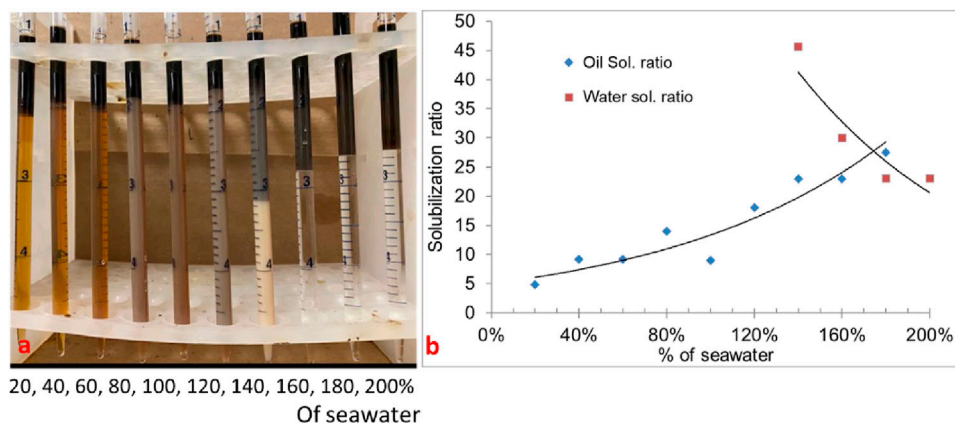 a
20, 40, 60, 80, 100, 120, 140, 160, 180, 200%
Of seawater
b
Solubilization ratio
50
45
40
35
30
25
20
15
10
5
0
Oil Sol. ratio
Water sol. ratio
0% 40% 80% 120% 160% 200%
% of seawater